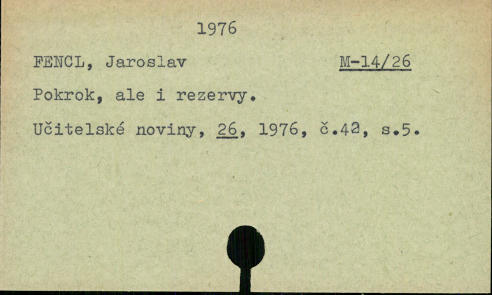 1976
FENCL, Jaroslav M-14/26
Pokrok, ale i rezervy.
Učitelské noviny, 26, 1976, č.42, s.5.